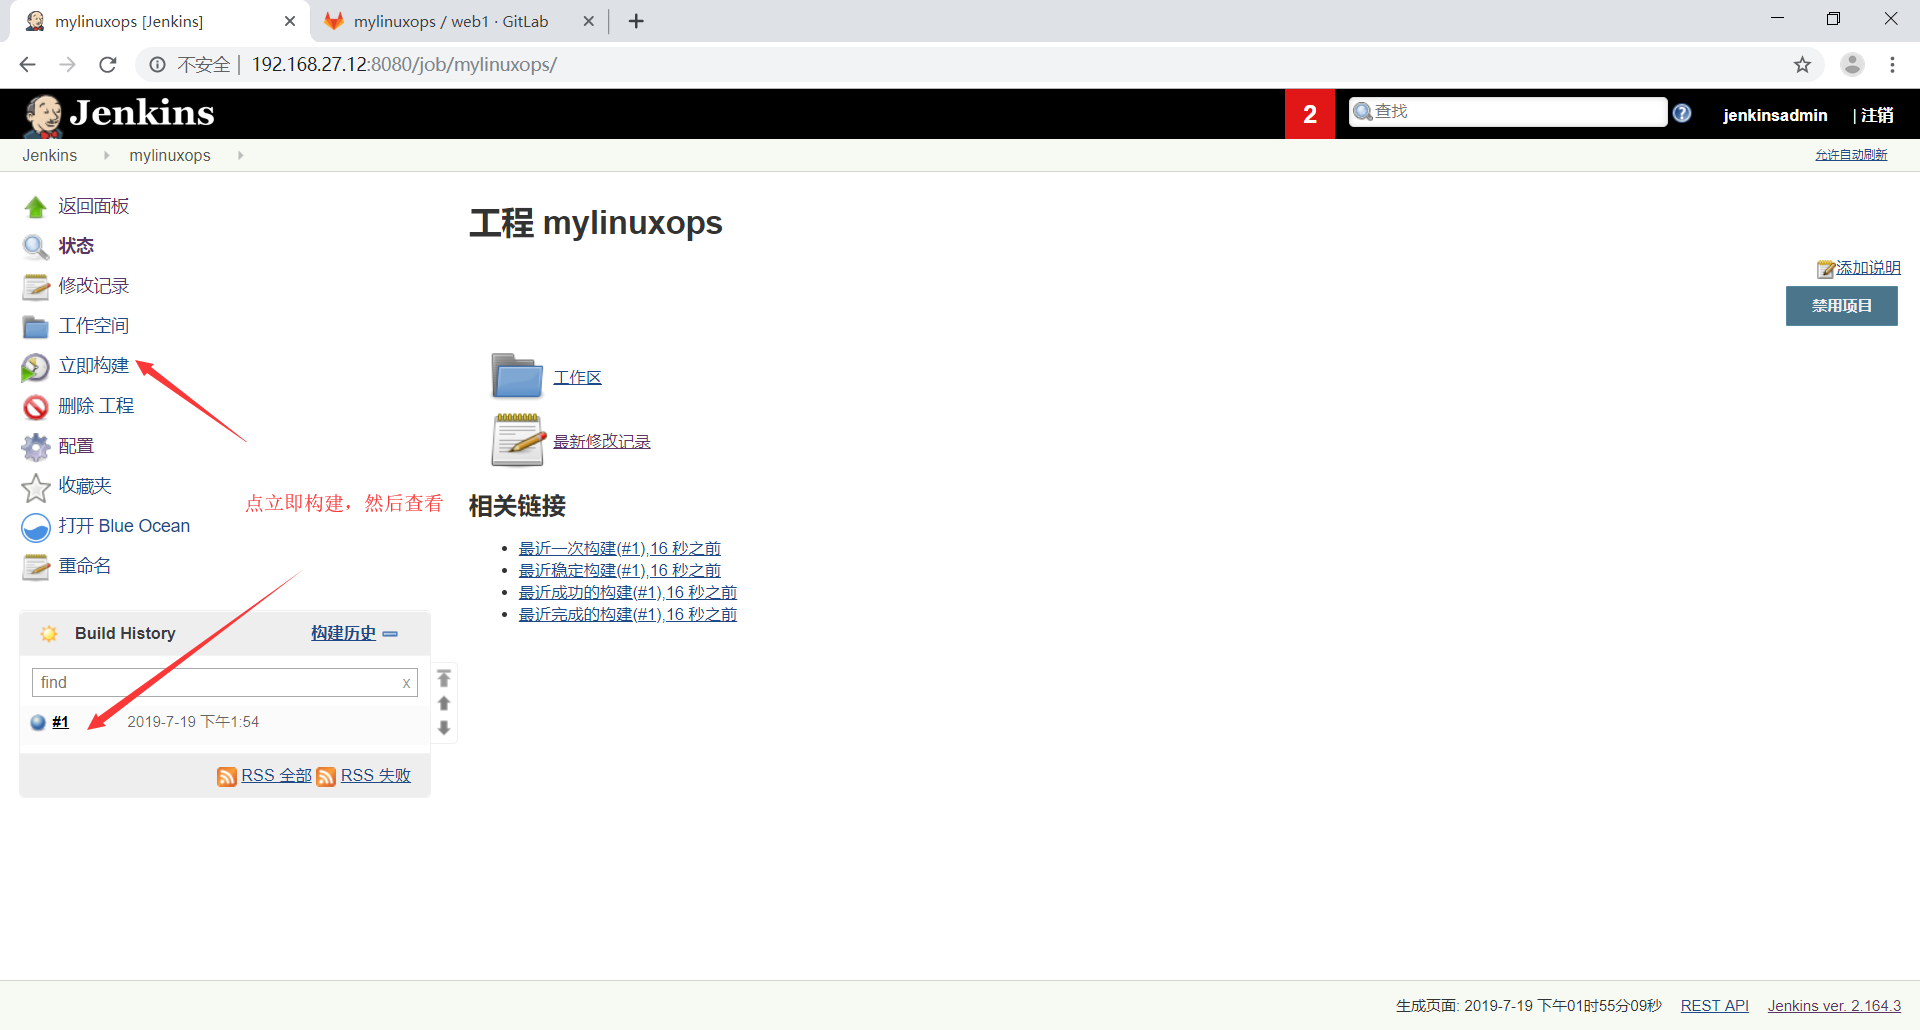 mylinuxops [Jenkins]
mylinuxops / web1 · GitLab
不安全 | 192.168.27.12:8080/job/mylinuxops/
Jenkins
2
查找
jenkinsadmin
| 注销
Jenkins
mylinuxops
允许自动刷新
返回面板
状态
修改记录
工作空间
立即构建
删除 工程
配置
收藏夹
打开 Blue Ocean
重命名
点立即构建，然后查看
工程 mylinuxops
添加说明
禁用项目
工作区
最新修改记录
相关链接
最近一次构建(#1),16 秒之前
最近稳定构建(#1),16 秒之前
最近成功的构建(#1),16 秒之前
最近完成的构建(#1),16 秒之前
Build History
构建历史
find
x
#1
2019-7-19 下午1:54
RSS 全部
RSS 失败
生成页面: 2019-7-19 下午01时55分09秒
REST API
Jenkins ver. 2.164.3